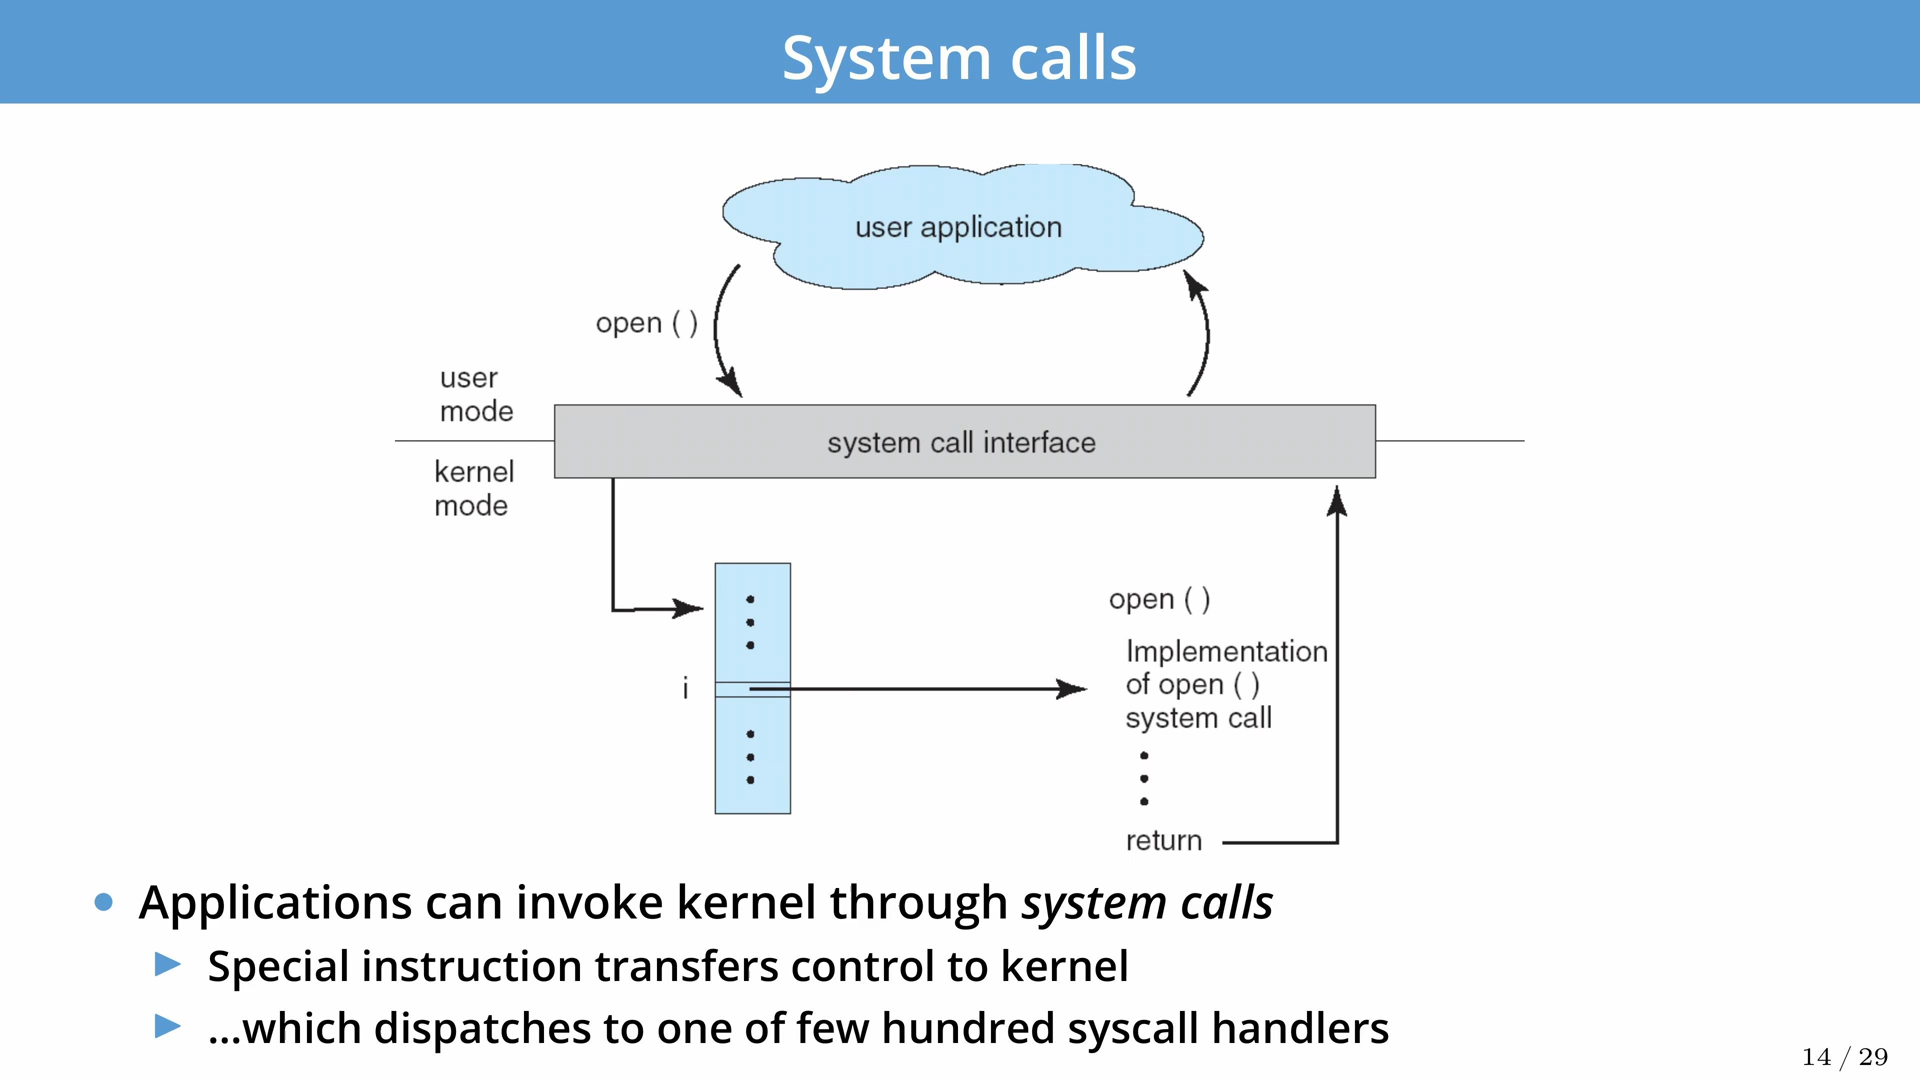 System calls
user application
open ( )
user
mode
system call interface
kernel
mode
open ( )
Implementation
of open ( )
system call
i
return
• Applications can invoke kernel through system calls
▶ Special instruction transfers control to kernel
▶ ...which dispatches to one of few hundred syscall handlers
14 / 29